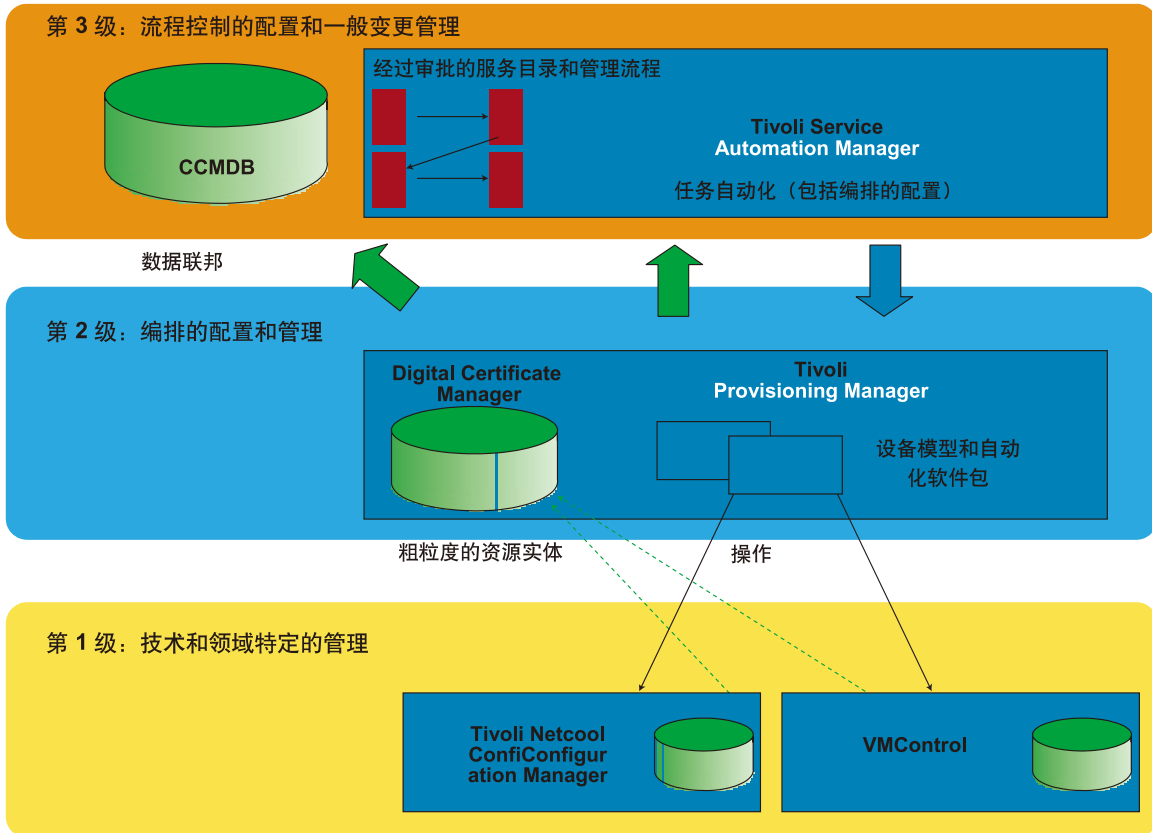 第 3 级：流程控制的配置和一般变更管理
经过审批的服务目录和管理流程
CCMDB
Tivoli Service
Automation Manager
任务自动化（包括编排的配置）
数据联邦
第 2 级：编排的配置和管理
Digital Certificate
Manager
Tivoli
Provisioning Manager
设备模型和自动
化软件包
粗粒度的资源实体
操作
第 1 级：技术和领域特定的管理
Tivoli Netcool
ConfiConfigur
ation Manager
VMControl